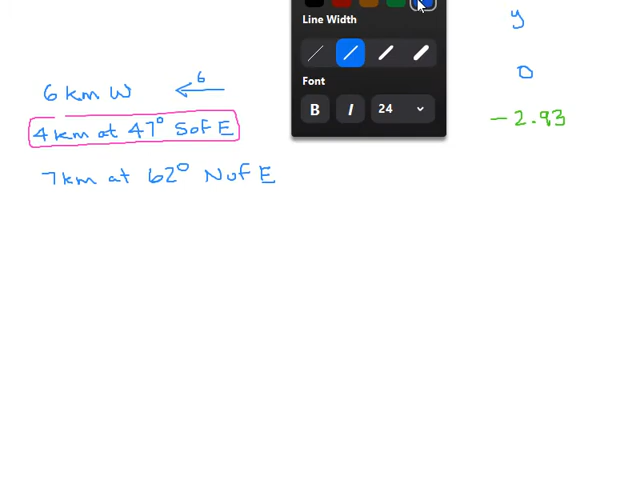 Line Width
Font
B I 24
y
0
-2.93
6 km W 6
4 km at 47° S of E
7 km at 62° N of E